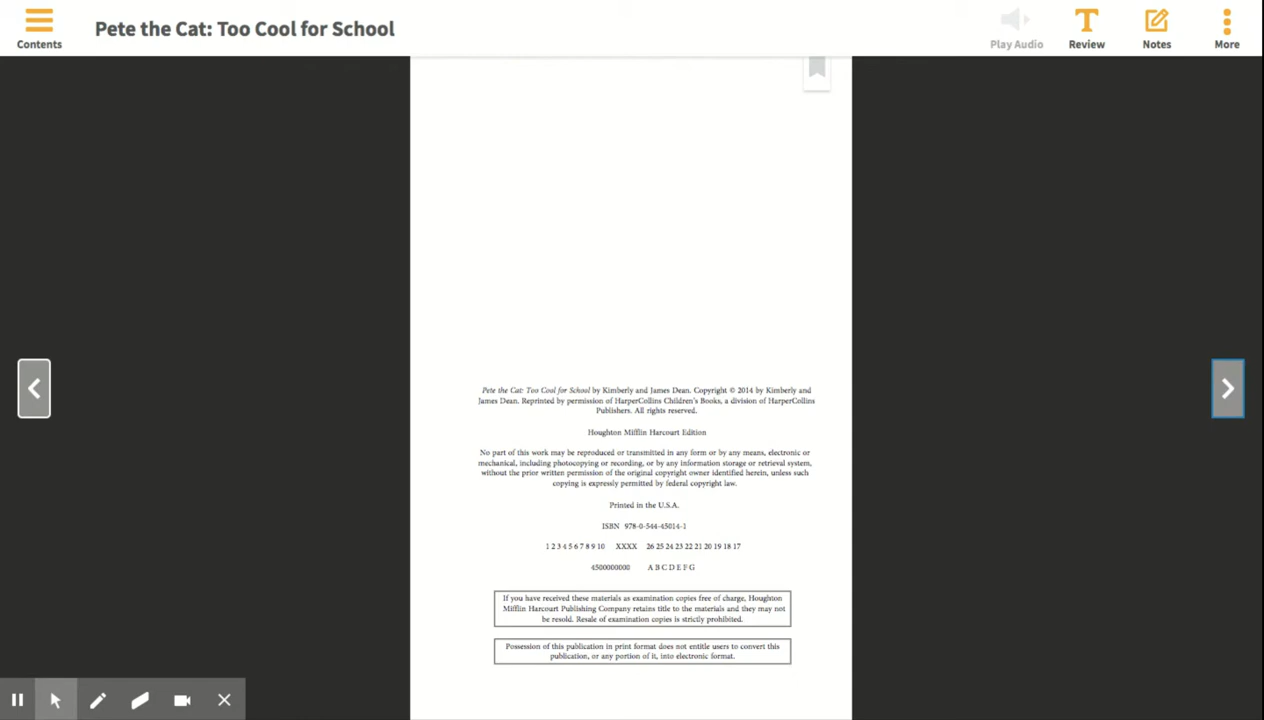 Contents
Pete the Cat: Too Cool for School
Play Audio
Review
Notes
More
Pete the Cat: Too Cool for School by Kimberly and James Dean. Copyright © 2014 by Kimberly and
James Dean. Reprinted by permission of HarperCollins Children's Books, a division of HarperCollins
Publishers. All rights reserved.
Houghton Mifflin Harcourt Edition
No part of this work may be reproduced or transmitted in any form or by any means, electronic or
mechanical, including photocopying or recording, or by any information storage or retrieval system,
without the prior written permission of the original copyright owner identified herein, unless such
copying is expressly permitted by federal copyright law.
Printed in the U.S.A.
ISBN 978-0-544-45014-1
1 2 3 4 5 6 7 8 9 10 XXXX 26 25 24 23 22 21 20 19 18 17
4500000000 A B C D E F G
If you have received these materials as examination copies free of charge, Houghton
Mifflin Harcourt Publishing Company retains title to the materials and they may not
be resold. Resale of examination copies is strictly prohibited.
Possession of this publication in print format does not entitle users to convert this
publication, or any portion of it, into electronic format.